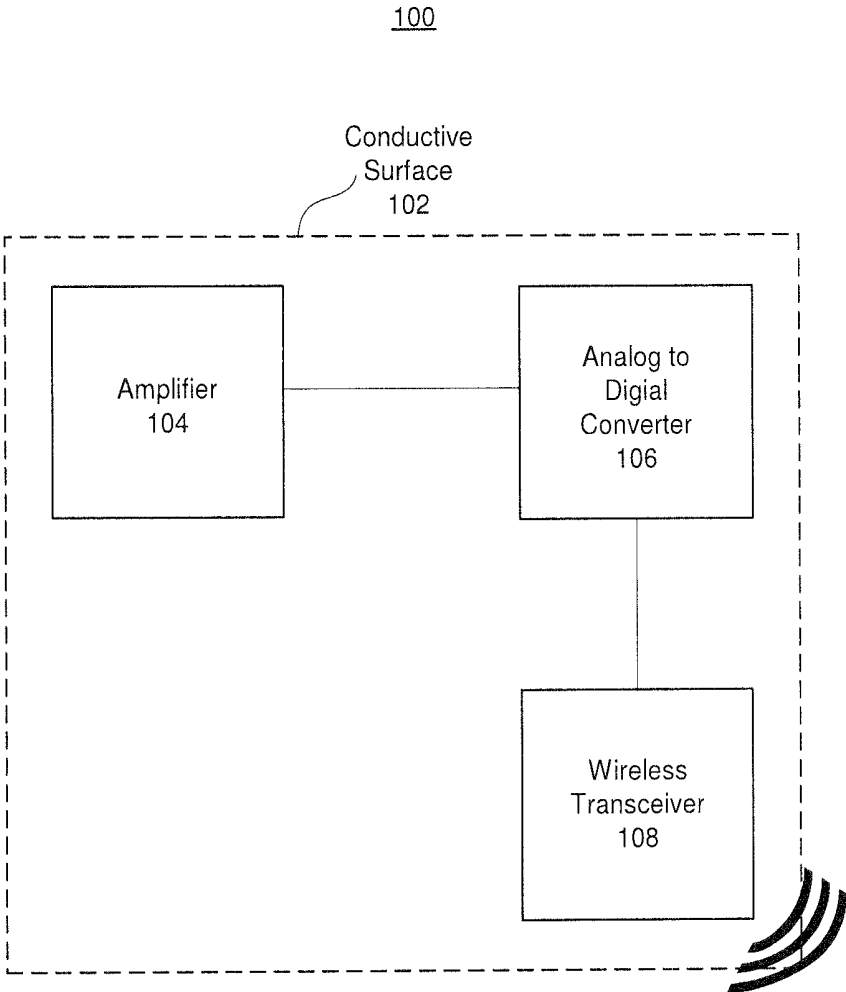 100
Conductive
Surface
102
Amplifier
104
Analog to
Digial
Converter
106
Wireless
Transceiver
108